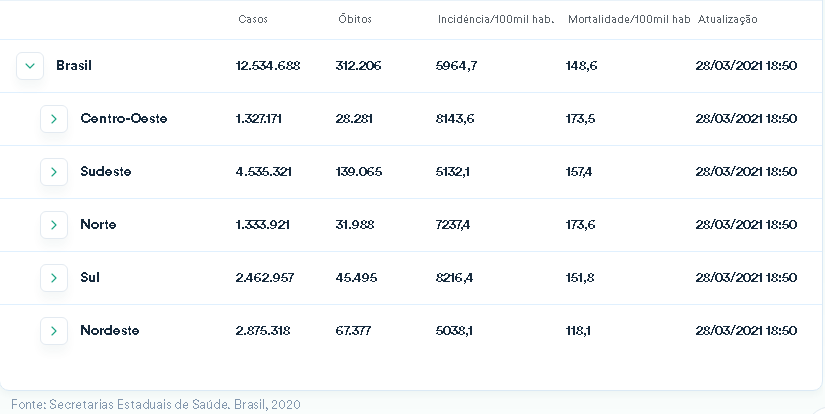 Casos Óbitos Incidência/100mil hab. Mortalidade/100mil hab Atualização
Brasil 12.534.688 312.206 5964,7 148,6 28/03/2021 18:50
Centro-Oeste 1.327.171 28.281 8143,6 173,5 28/03/2021 18:50
Sudeste 4.535.321 139.065 5132,1 157,4 28/03/2021 18:50
Norte 1.333.921 31.988 7237,4 173,6 28/03/2021 18:50
Sul 2.462.957 45.495 8216,4 151,8 28/03/2021 18:50
Nordeste 2.875.318 67.377 5038,1 118,1 28/03/2021 18:50
Fonte: Secretarias Estaduais de Saúde. Brasil, 2020